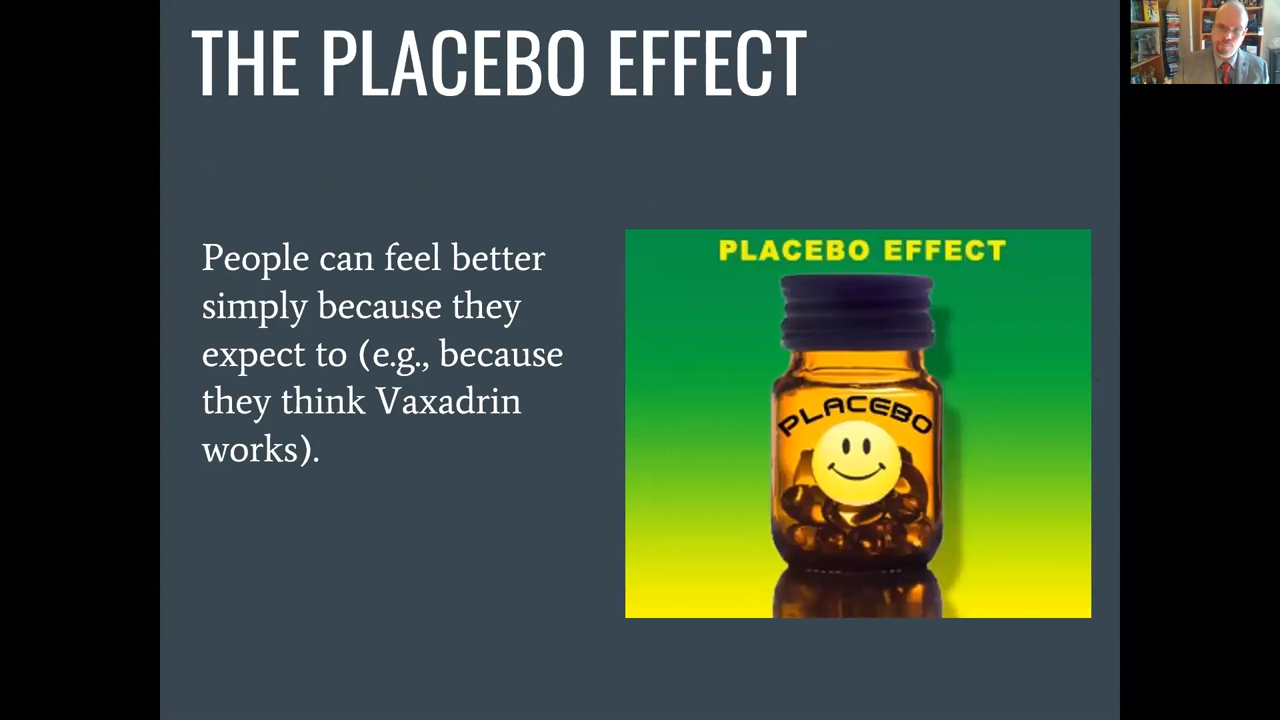 THE PLACEBO EFFECT
People can feel better
simply because they
expect to (e.g., because
they think Vaxadrin
works).
PLACEBO EFFECT
PLACEBO